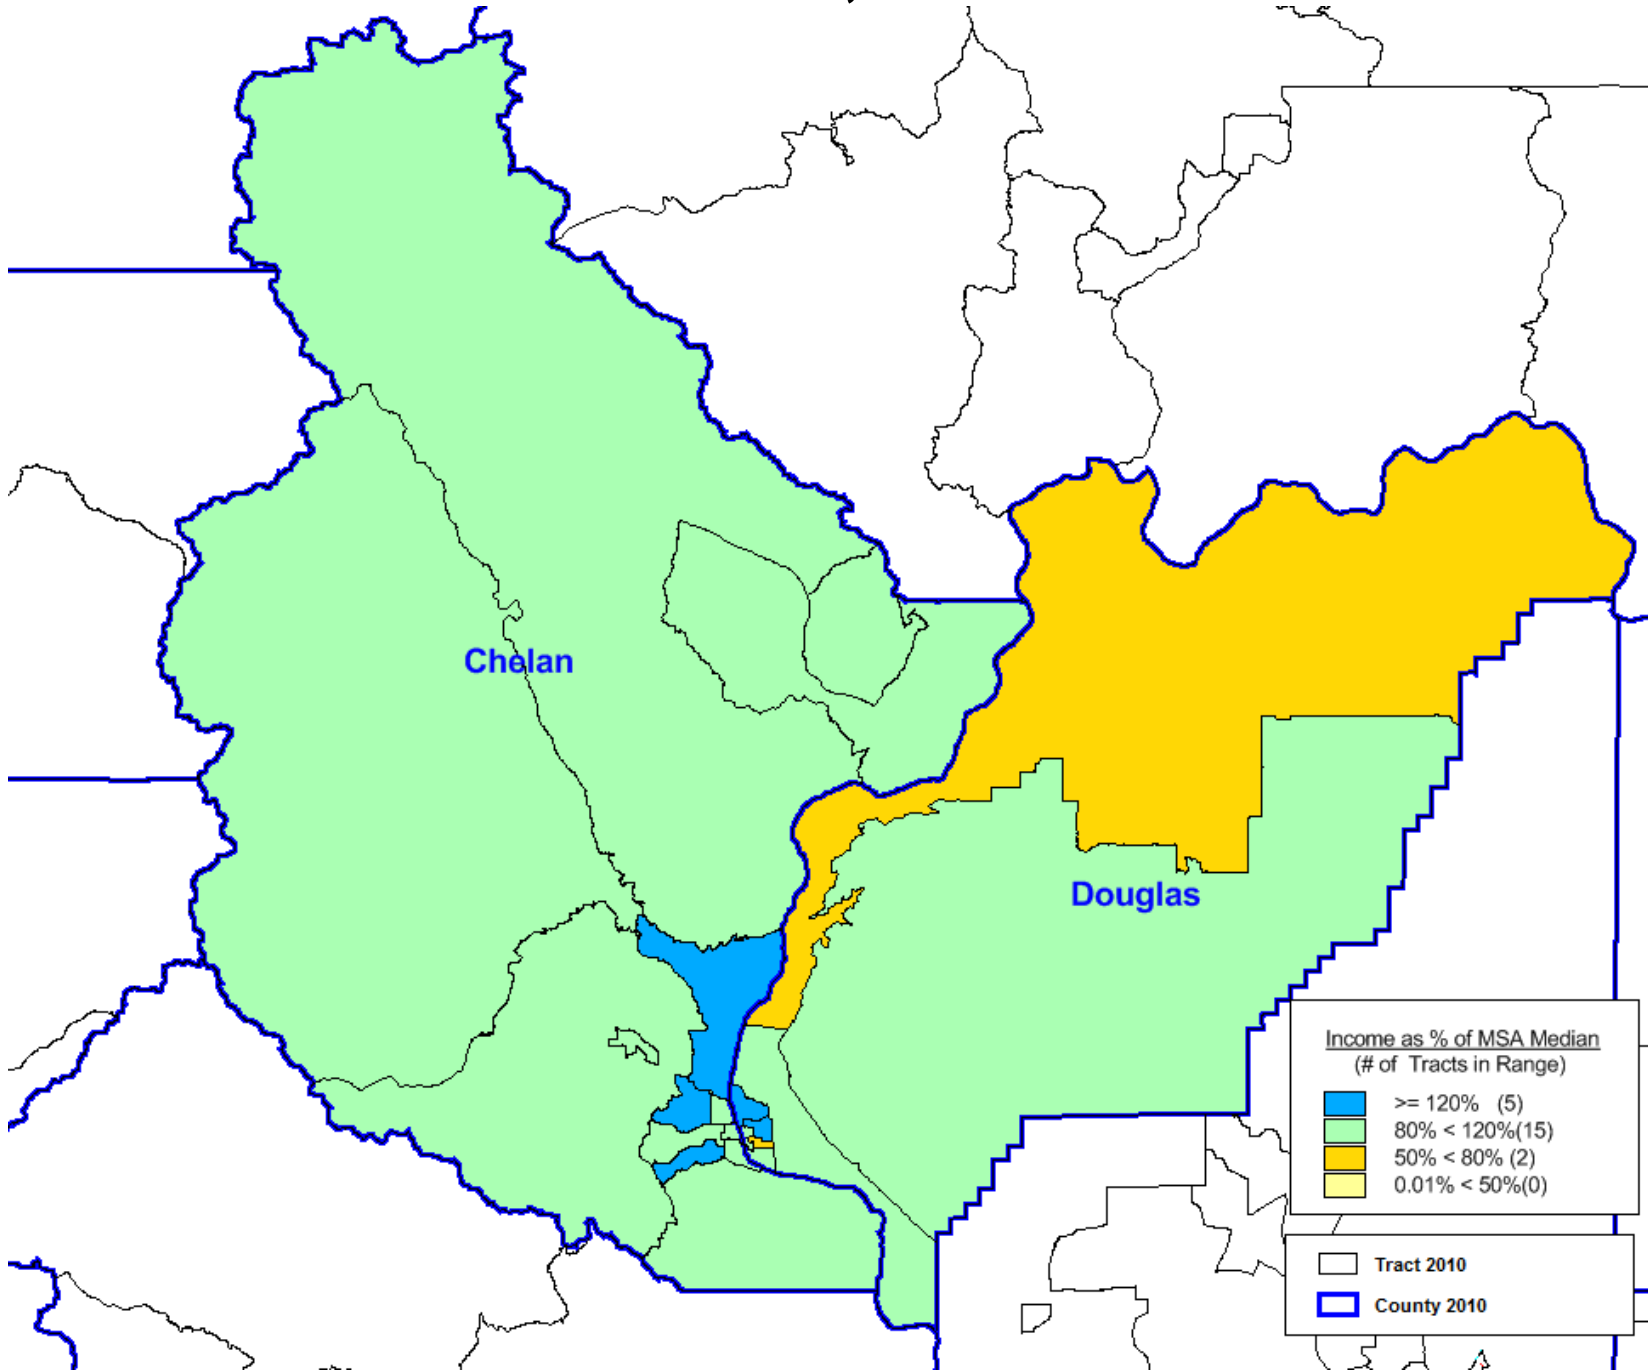 Chelan
Douglas
Income as % of MSA Median
(# of Tracts in Range)
>= 120% (5)
80% < 120%(15)
50% < 80% (2)
0.01% < 50%(0)
Tract 2010
County 2010